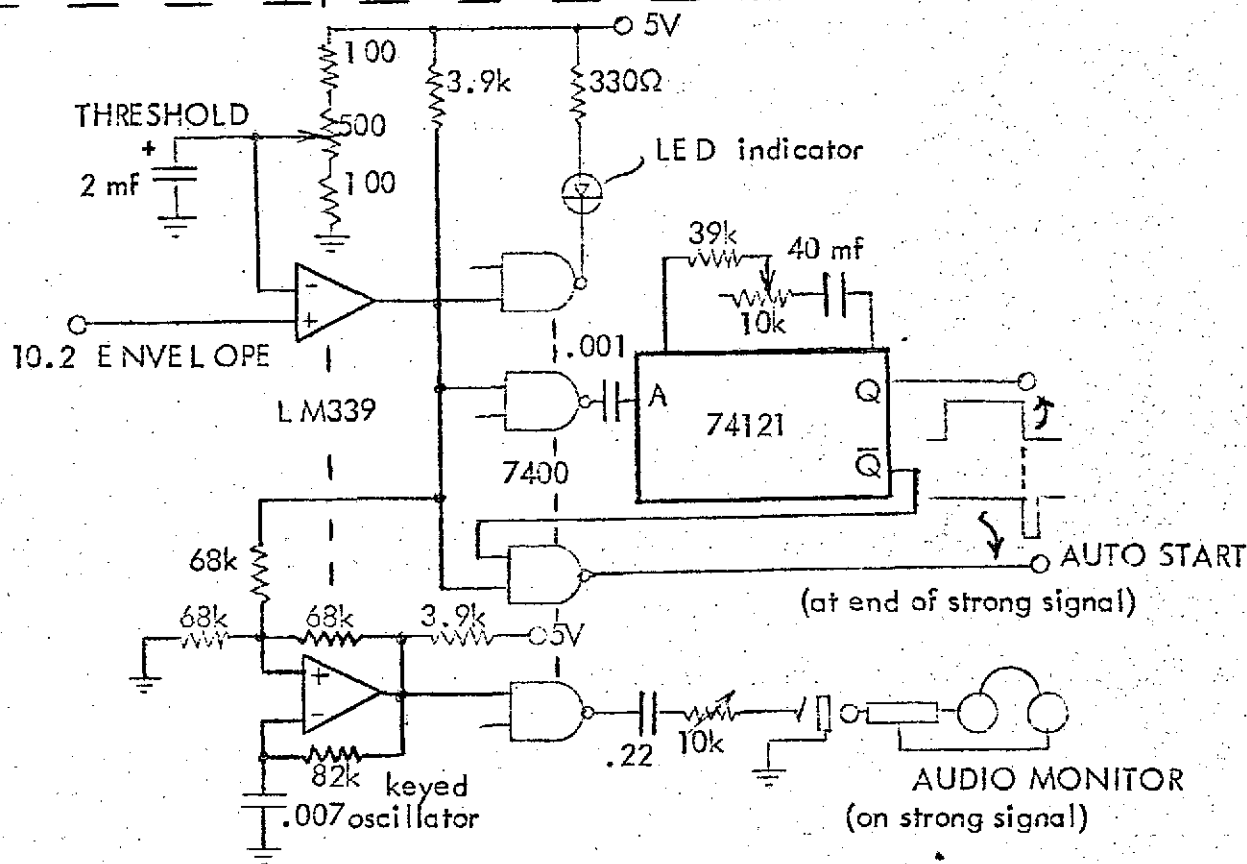 5V
100
3.9k
330Ω
THRESHOLD
500
LED indicator
+
2 mf
100
39k
40 mf
-
+
10k
10.2 ENVELOPE
.001
LM339
A
Q
74121
7400
Q̅
68k
AUTO START
(at end of strong signal)
68k
68k
3.9k
5V
+
-
.22
10k
82k
keyed
AUDIO MONITOR
.007
oscillator
(on strong signal)